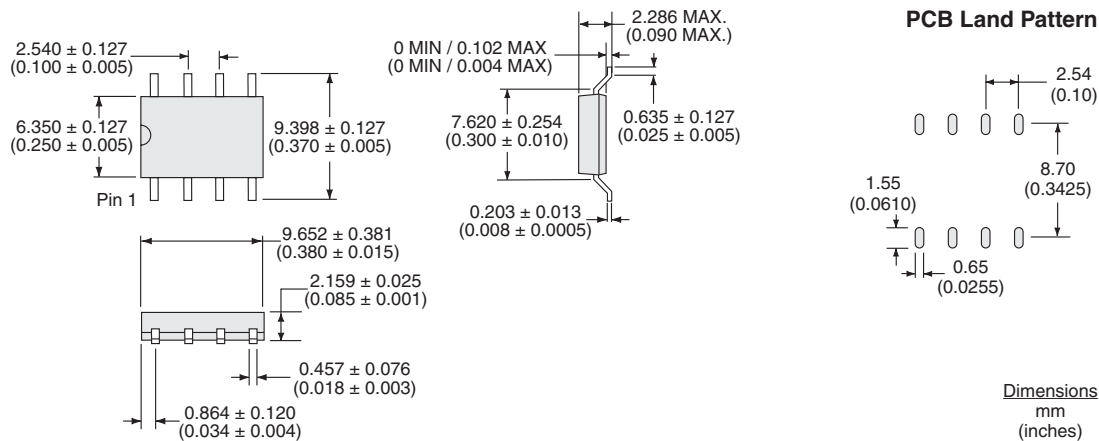 2.540 ± 0.127
(0.100 ± 0.005)
6.350 ± 0.127
(0.250 ± 0.005)
9.398 ± 0.127
(0.370 ± 0.005)
Pin 1
9.652 ± 0.381
(0.380 ± 0.015)
2.159 ± 0.025
(0.085 ± 0.001)
0.457 ± 0.076
(0.018 ± 0.003)
0.864 ± 0.120
(0.034 ± 0.004)
2.286 MAX.
(0.090 MAX.)
0 MIN / 0.102 MAX
(0 MIN / 0.004 MAX)
7.620 ± 0.254
(0.300 ± 0.010)
0.635 ± 0.127
(0.025 ± 0.005)
0.203 ± 0.013
(0.008 ± 0.0005)
PCB Land Pattern
2.54
(0.10)
8.70
(0.3425)
1.55
(0.0610)
0.65
(0.0255)
Dimensions
mm
(inches)